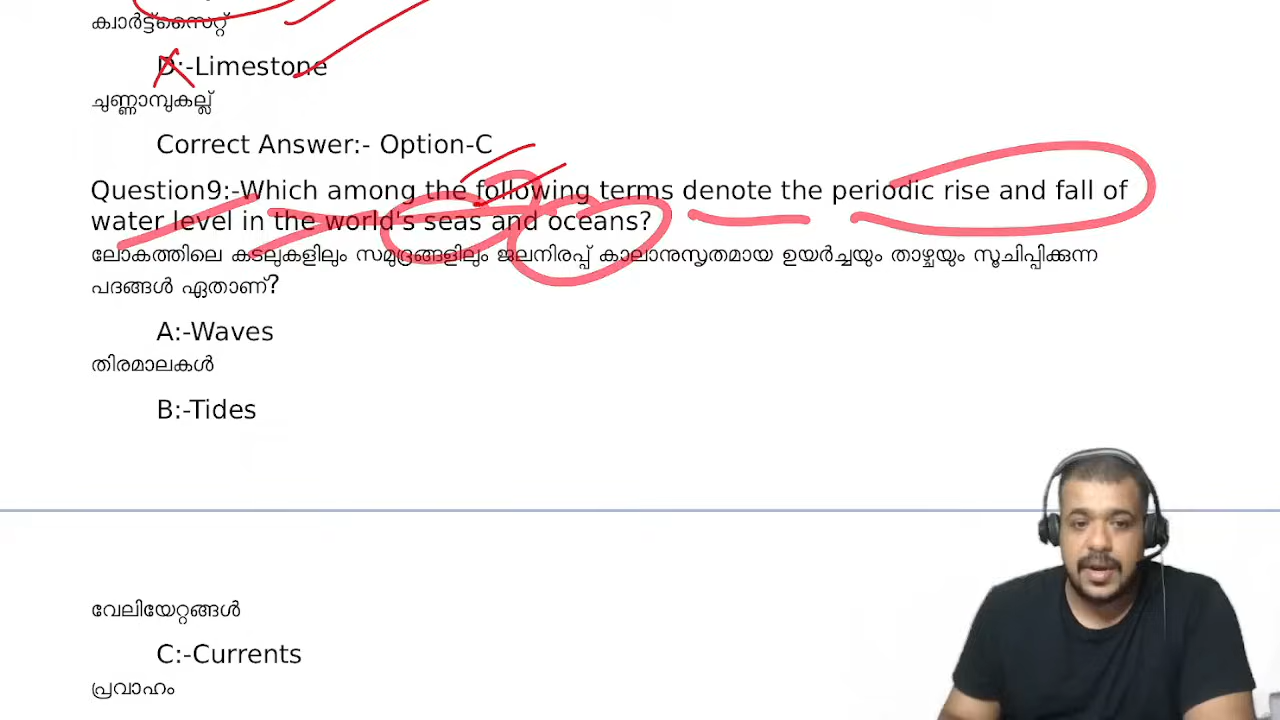 ക്വാർട്ട്സൈറ്റ്
D:-Limestone
ചുണ്ണാമ്പുകല്ല്
Correct Answer:- Option-C
Question9:-Which among the following terms denote the periodic rise and fall of
water level in the world's seas and oceans?
ലോകത്തിലെ കടലുകളിലും സമുദ്രങ്ങളിലും ജലനിരപ്പ് കാലാനുസൃതമായ ഉയർച്ചയും താഴ്ചയും സൂചിപ്പിക്കുന്ന
പദങ്ങൾ ഏതാണ്?
A:-Waves
തിരമാലകൾ
B:-Tides
വേലിയേറ്റങ്ങൾ
C:-Currents
പ്രവാഹം